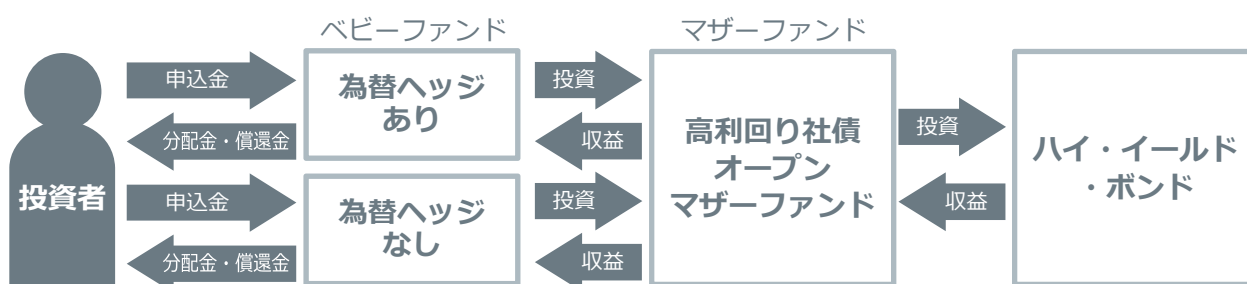 ベビーファンド
マザーファンド
申込金
為替ヘッジ
あり
投資
分配金・償還金
収益
高利回り社債
オープン
マザーファンド
投資
ハイ・イールド
・ボンド
収益
投資者
申込金
為替ヘッジ
なし
投資
分配金・償還金
収益